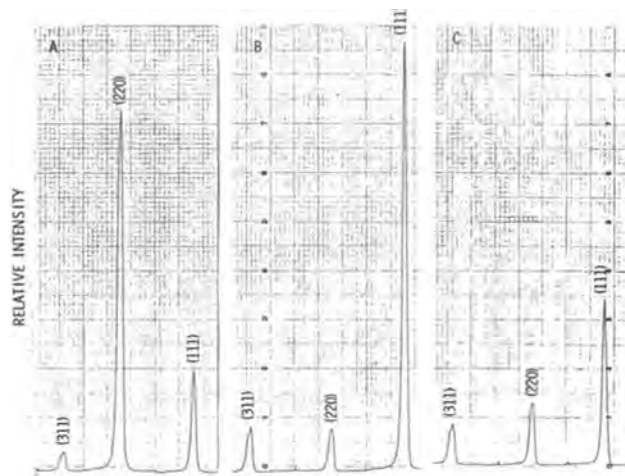 RELATIVE INTENSITY
A
(311)
(220)
(111)
B
(311)
(220)
(111)
C
(311)
(220)
(111)